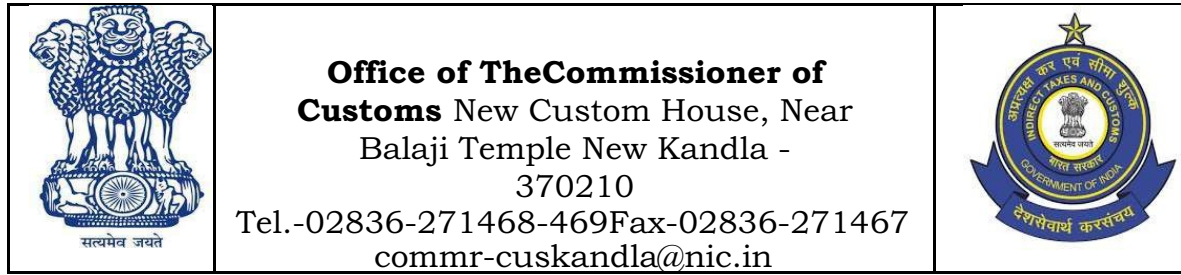 सत्यमेव जयते
Office of TheCommissioner of
Customs New Custom House, Near
Balaji Temple New Kandla -
370210
Tel.-02836-271468-469Fax-02836-271467
commr-cuskandla@nic.in
अप्रत्यक्ष कर एवं सीमा शुल्क
INDIRECT TAXES AND CUSTOMS
सत्यमेव जयते
भारत सरकार
GOVERNMENT OF INDIA
देशसेवार्थ करसंचय